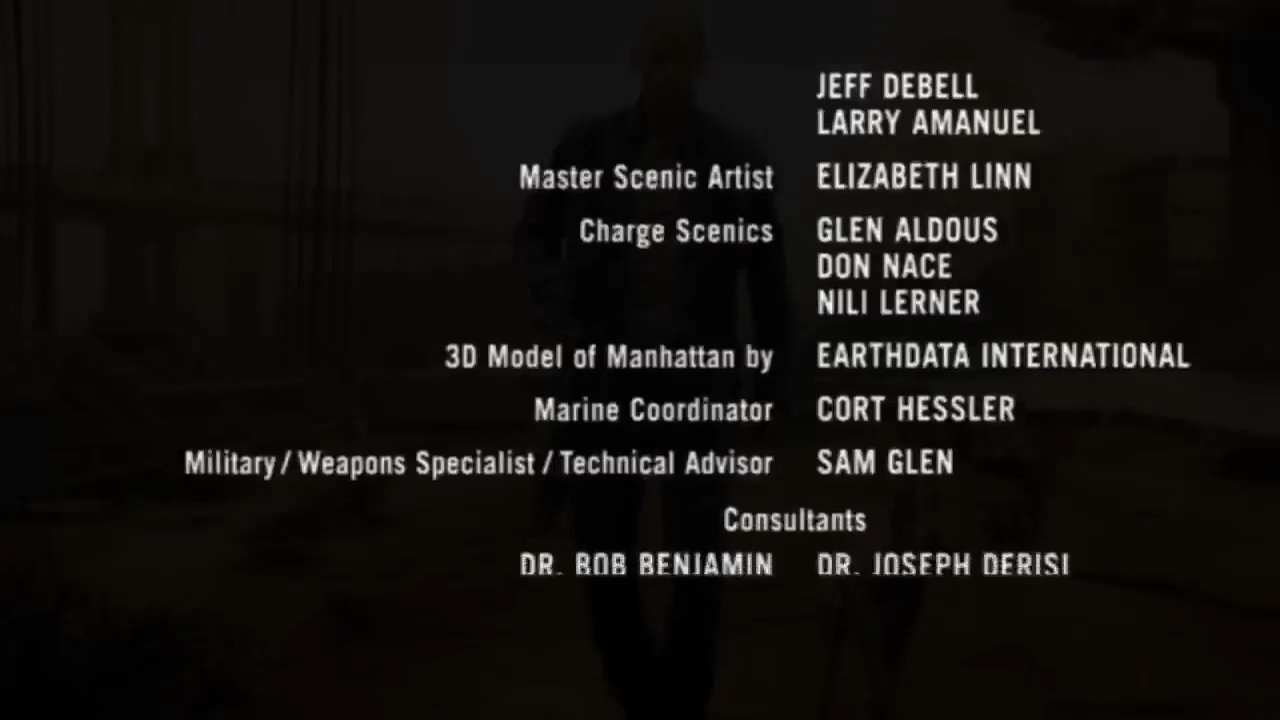 JEFF DEBELL
LARRY AMANUEL
Master Scenic Artist ELIZABETH LINN
Charge Scenics GLEN ALDOUS
DON NACE
NILI LERNER
3D Model of Manhattan by EARTHDATA INTERNATIONAL
Marine Coordinator CORT HESSLER
Military / Weapons Specialist / Technical Advisor SAM GLEN
Consultants
DR. BOB BENJAMIN DR. JOSEPH DERISI